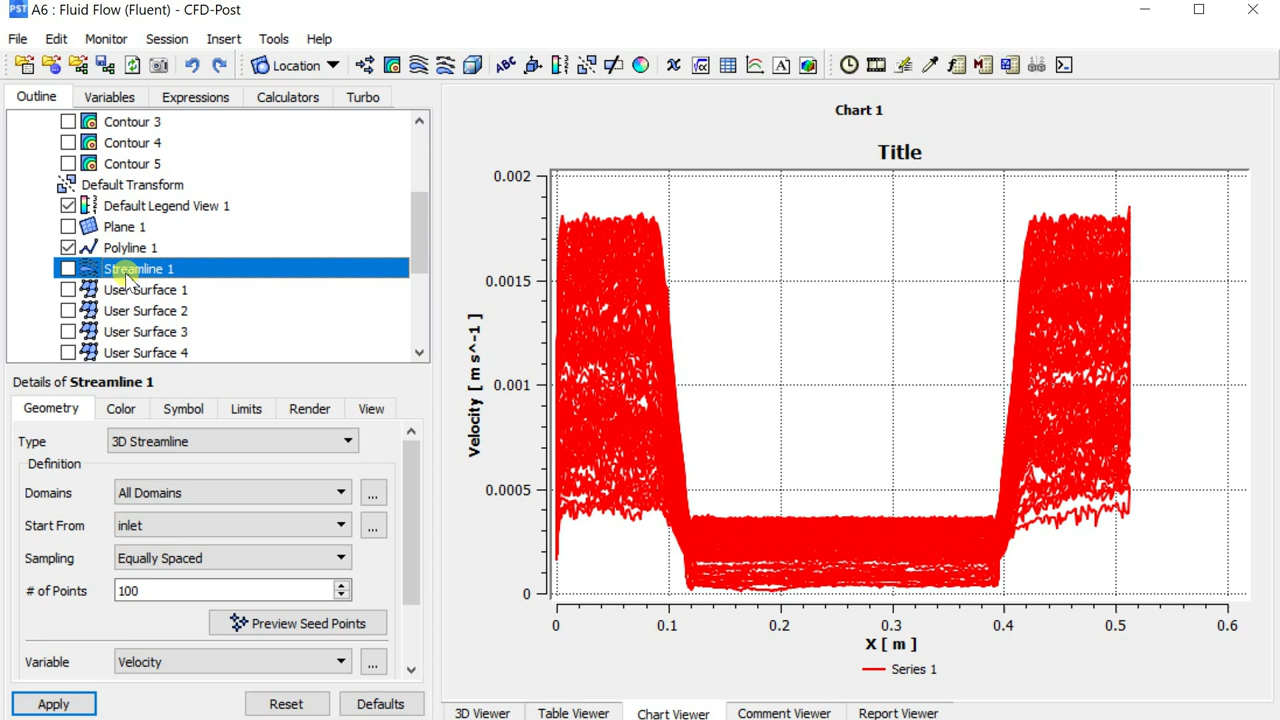 PST A6 : Fluid Flow (Fluent) - CFD-Post
File Edit Monitor Session Insert Tools Help
Location
Outline Variables Expressions Calculators Turbo
Contour 3
Contour 4
Contour 5
Default Transform
Default Legend View 1
Plane 1
Polyline 1
Streamline 1
User Surface 1
User Surface 2
User Surface 3
User Surface 4
Details of Streamline 1
Geometry Color Symbol Limits Render View
Type 3D Streamline
Definition
Domains All Domains ...
Start From inlet ...
Sampling Equally Spaced
# of Points 100
Preview Seed Points
Variable Velocity ...
Apply Reset Defaults
Chart 1
Title
0.002
0.0015
0.001
0.0005
0
Velocity [ m s^-1 ]
0 0.1 0.2 0.3 0.4 0.5 0.6
X [ m ]
Series 1
3D Viewer Table Viewer Chart Viewer Comment Viewer Report Viewer